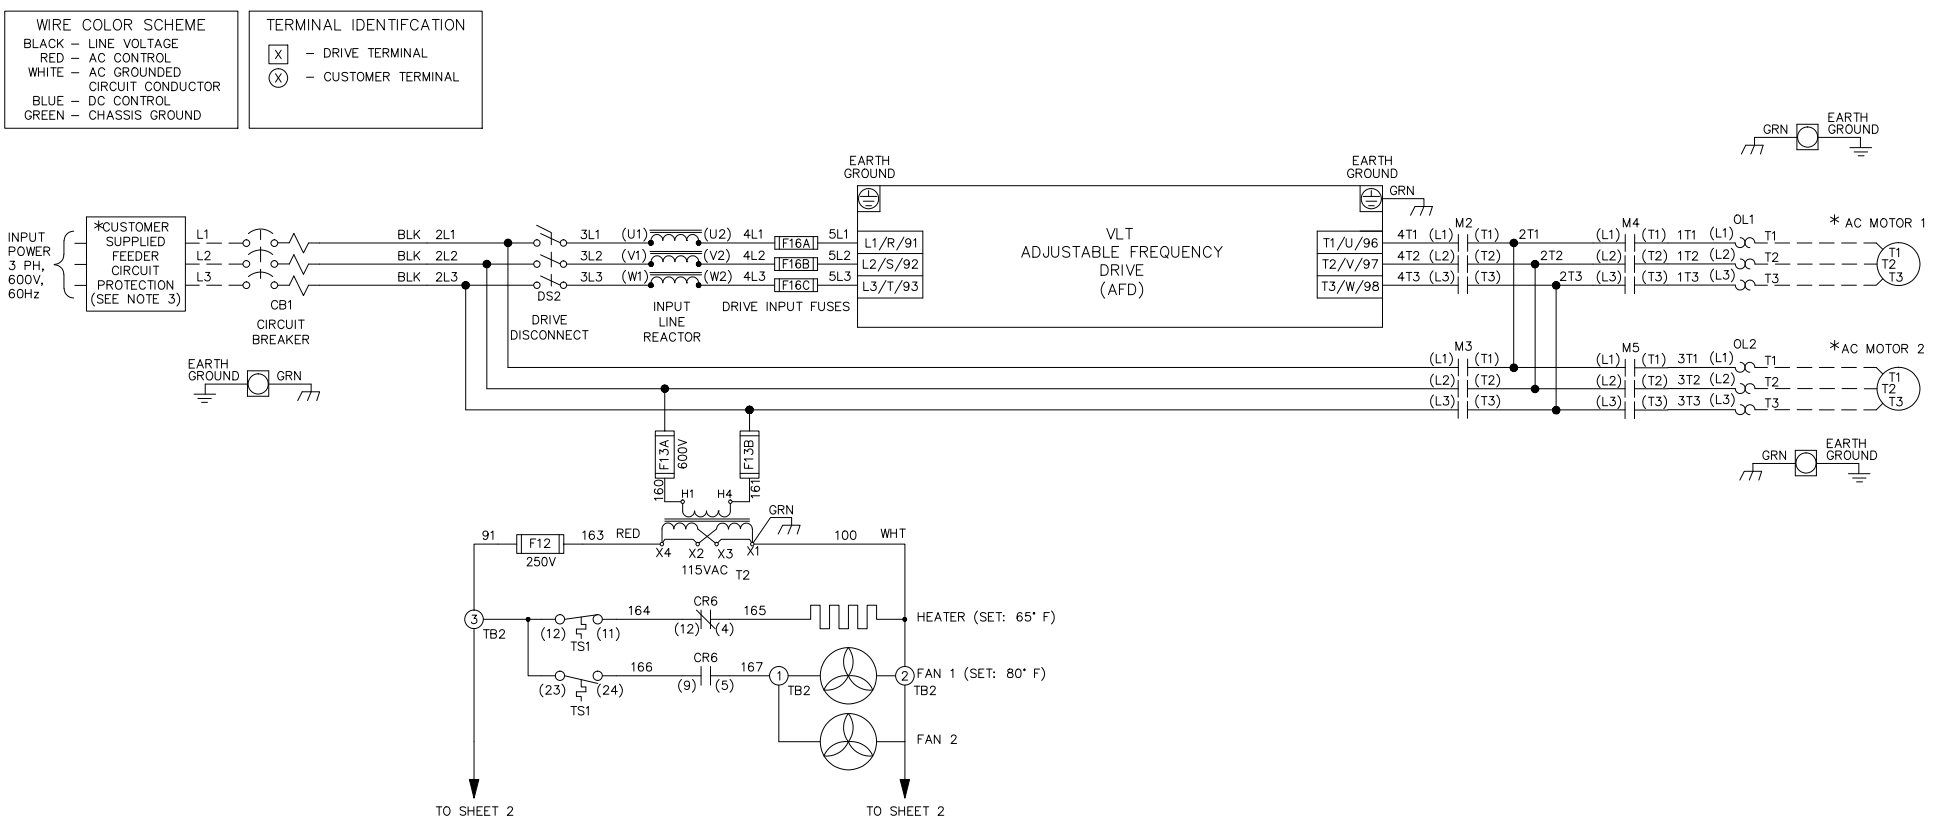 WIRE COLOR SCHEME
BLACK – LINE VOLTAGE
RED – AC CONTROL
WHITE – AC GROUNDED
CIRCUIT CONDUCTOR
BLUE – DC CONTROL
GREEN – CHASSIS GROUND
TERMINAL IDENTIFCATION
X – DRIVE TERMINAL
X – CUSTOMER TERMINAL
GRN
EARTH
GROUND
INPUT
POWER
3 PH,
600V,
60Hz
*CUSTOMER
SUPPLIED
FEEDER
CIRCUIT
PROTECTION
(SEE NOTE 3)
L1
L2
L3
CB1
CIRCUIT
BREAKER
BLK 2L1
BLK 2L2
BLK 2L3
DS2
DRIVE
DISCONNECT
3L1 (U1) (U2) 4L1 F16A 5L1
3L2 (V1) (V2) 4L2 F16B 5L2
3L3 (W1) (W2) 4L3 F16C 5L3
INPUT
LINE
REACTOR
DRIVE INPUT FUSES
EARTH
GROUND
L1/R/91
L2/S/92
L3/T/93
VLT
ADJUSTABLE FREQUENCY
DRIVE
(AFD)
EARTH
GROUND
GRN
T1/U/96
T2/V/97
T3/W/98
M2
4T1 (L1) (T1) 2T1
4T2 (L2) (T2) 2T2
4T3 (L3) (T3) 2T3
M4
(L1) (T1) 1T1 (L1) T1
(L2) (T2) 1T2 (L2) T2
(L3) (T3) 1T3 (L3) T3
OL1
* AC MOTOR 1
T1
T2
T3
EARTH
GROUND
GRN
M3
(L1) (T1)
(L2) (T2)
(L3) (T3)
M5
(L1) (T1) 3T1 (L1) T1
(L2) (T2) 3T2 (L2) T2
(L3) (T3) 3T3 (L3) T3
OL2
*AC MOTOR 2
T1
T2
T3
GRN
EARTH
GROUND
F13A
600V
F13B
160
161
H1 H4
GRN
91 F12 163 RED
250V
X4 X2 X3 X1
100 WHT
115VAC T2
3
TB2
(12) (11)
TS1
164
CR6
(12) (4)
165
HEATER (SET: 65° F)
(23) (24)
TS1
166
CR6
(9) (5)
167
1
TB2
2
TB2
FAN 1 (SET: 80° F)
FAN 2
TO SHEET 2
TO SHEET 2